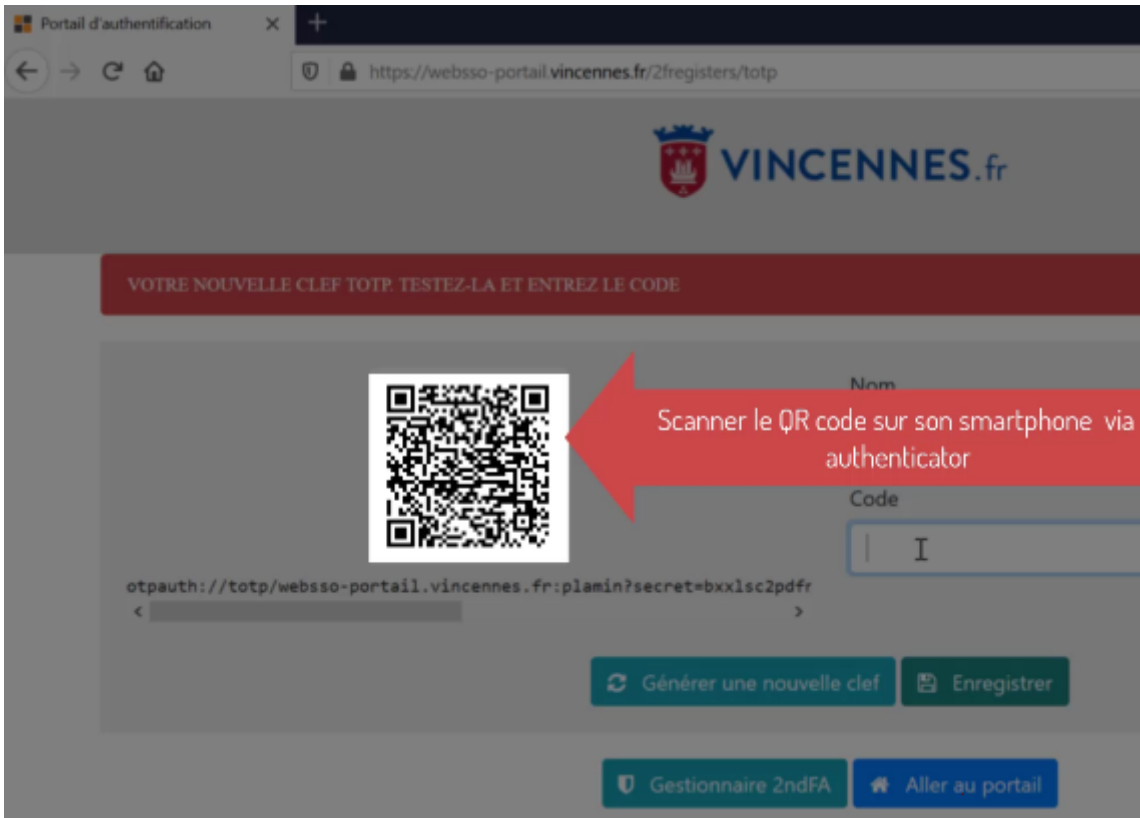 Portail d'authentification
https://websso-portail.vincennes.fr/2fregisters/totp
VINCENNES.fr
VOTRE NOUVELLE CLEF TOTP. TESTEZ-LA ET ENTREZ LE CODE
Nom
Scanner le QR code sur son smartphone via
authenticator
Code
otpauth://totp/websso-portail.vincennes.fr:plamin?secret=bxxlsc2pdfr
Générer une nouvelle clef
Enregistrer
Gestionnaire 2ndFA
Aller au portail